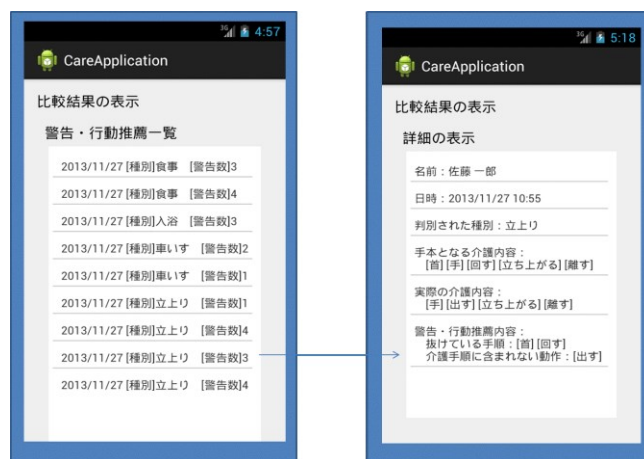 3G 4:57
CareApplication
比較結果の表示
警告・行動推薦一覧
2013/11/27 [種別]食事 [警告数]3
2013/11/27 [種別]食事 [警告数]4
2013/11/27 [種別]入浴 [警告数]3
2013/11/27 [種別]車いす [警告数]2
2013/11/27 [種別]車いす [警告数]1
2013/11/27 [種別]立上り [警告数]1
2013/11/27 [種別]立上り [警告数]4
2013/11/27 [種別]立上り [警告数]3
2013/11/27 [種別]立上り [警告数]4
3G 5:18
CareApplication
比較結果の表示
詳細の表示
名前：佐藤 一郎
日時：2013/11/27 10:55
判別された種別：立上り
手本となる介護内容：
[首] [手] [回す] [立ち上がる] [離す]
実際の介護内容：
[手] [出す] [立ち上がる] [離す]
警告・行動推薦内容：
抜けている手順：[首] [回す]
介護手順に含まれない動作：[出す]